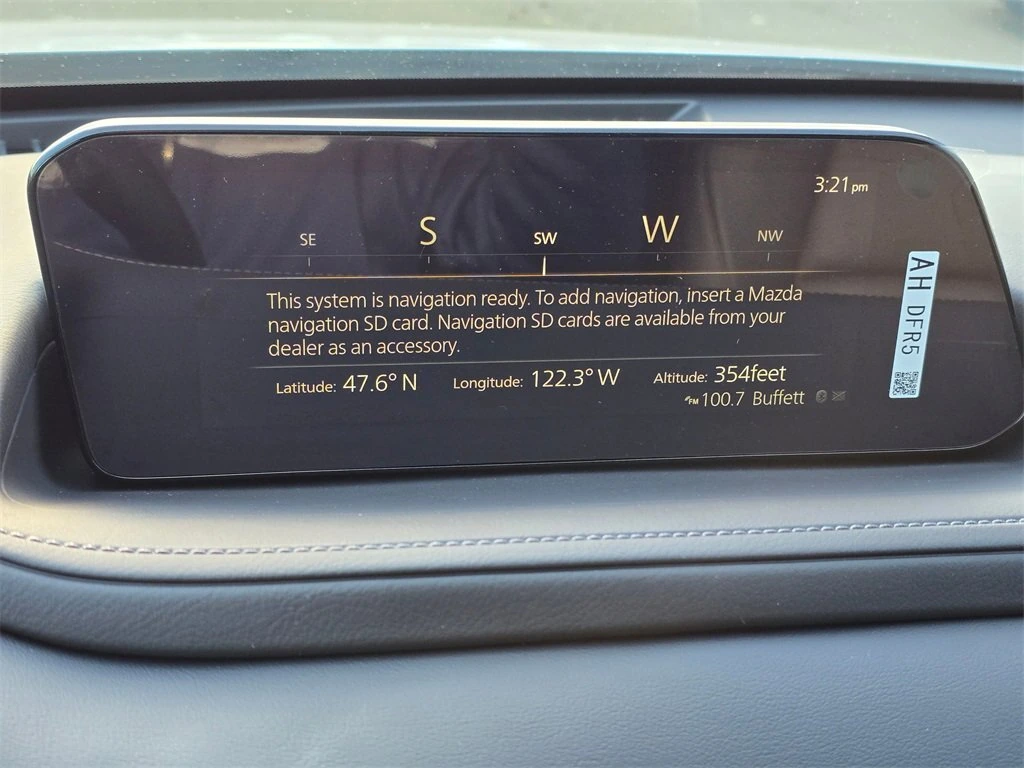 3:21 pm
SE S SW W NW
This system is navigation ready. To add navigation, insert a Mazda
navigation SD card. Navigation SD cards are available from your
dealer as an accessory.
Latitude: 47.6° N Longitude: 122.3° W Altitude: 354feet
FM 100.7 Buffett
AH DFR5